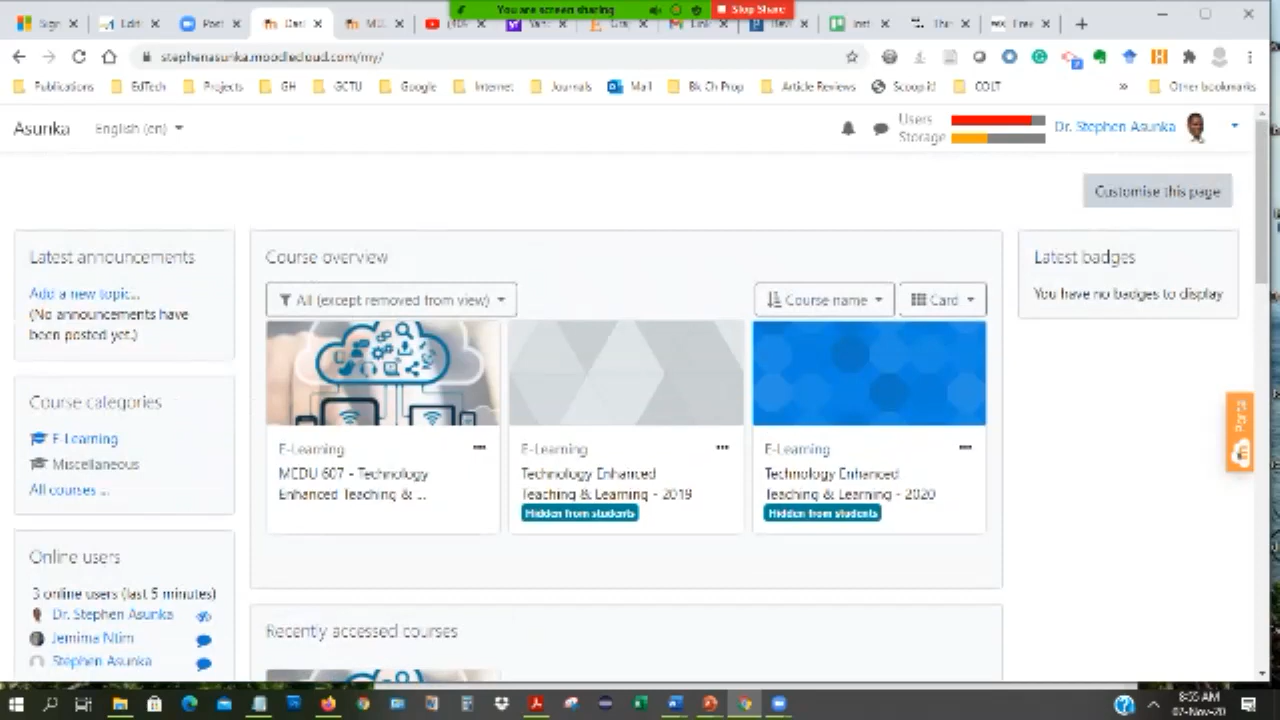 You are screen sharing Stop Share
stephenasunka.moodlecloud.com/my/
Publications EdTech Projects GH GCTU Google Internet Journals Mail Bk Ch Prop Article Reviews Scoop.it! COLT » Other bookmarks
Asunka English (en) Users Dr. Stephen Asunka
Storage
Customise this page
Latest announcements
Add a new topic...
(No announcements have
been posted yet.)
Course categories
E-Learning
Miscellaneous
All courses ...
Online users
3 online users (last 5 minutes)
Dr. Stephen Asunka
Jemima Ntim
Stephen Asunka
Course overview
All (except removed from view) Course name Card
E-Learning
MEDU 607 - Technology
Enhanced Teaching & ...
E-Learning
Technology Enhanced
Teaching & Learning - 2019
Hidden from students
E-Learning
Technology Enhanced
Teaching & Learning - 2020
Hidden from students
Recently accessed courses
Latest badges
You have no badges to display
Portal
8:55 AM
07-Nov-20